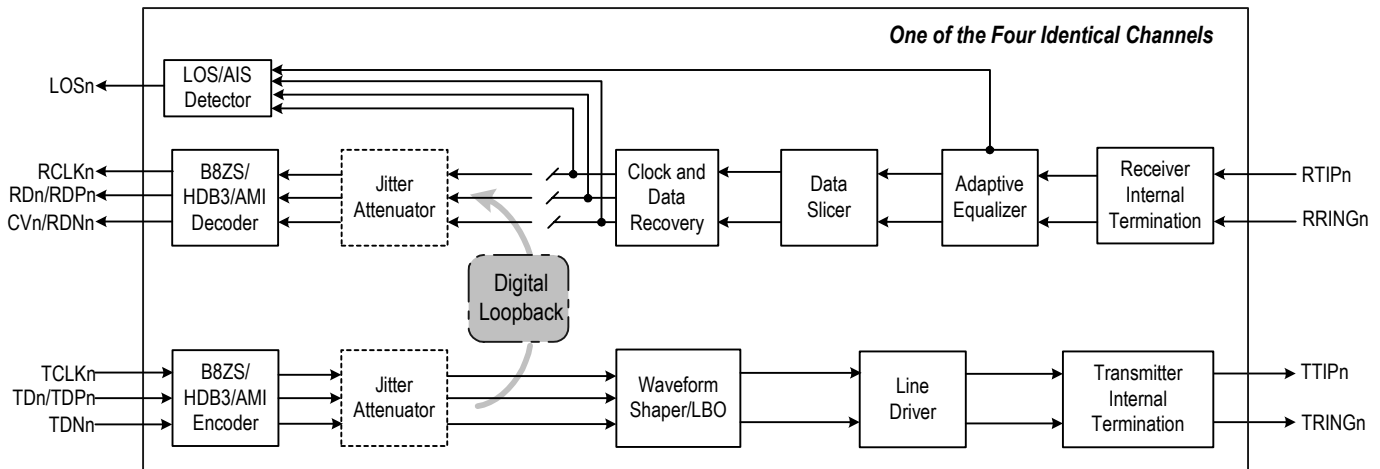 One of the Four Identical Channels
LOSn
LOS/AIS
Detector
RCLKn
RDn/RDPn
CVn/RDNn
B8ZS/
HDB3/AMI
Decoder
Jitter
Attenuator
Clock and
Data
Recovery
Data
Slicer
Adaptive
Equalizer
Receiver
Internal
Termination
RTIPn
RRINGn
Digital
Loopback
TCLKn
TDn/TDPn
TDNn
B8ZS/
HDB3/AMI
Encoder
Jitter
Attenuator
Waveform
Shaper/LBO
Line
Driver
Transmitter
Internal
Termination
TTIPn
TRINGn